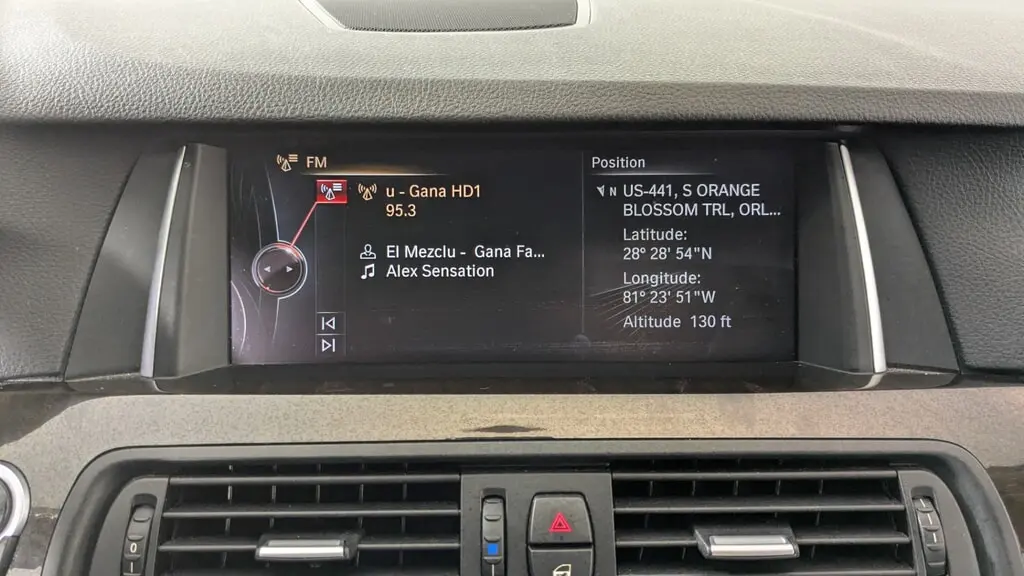 FM
u - Gana HD1
95.3
El Mezclu - Gana Fa...
Alex Sensation
Position
N US-441, S ORANGE
BLOSSOM TRL, ORL...
Latitude:
28° 28' 54"N
Longitude:
81° 23' 51"W
Altitude 130 ft
0